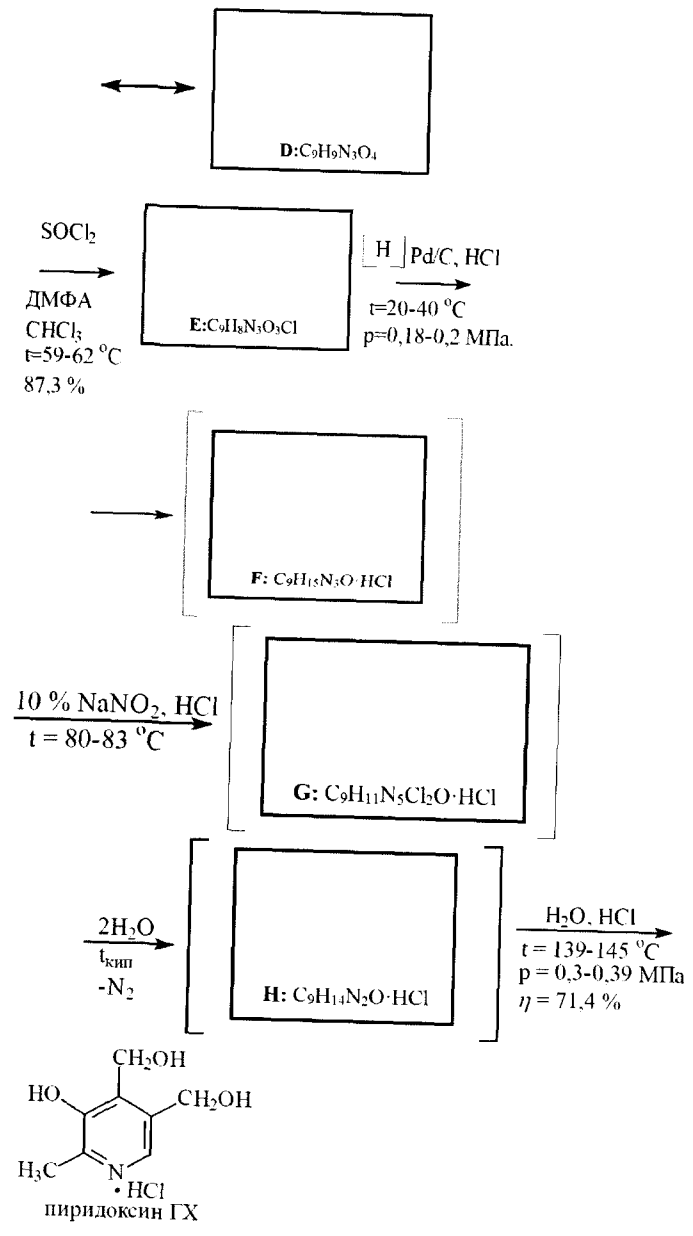 D:C₉H₉N₃O₄
SOCl₂
ДМФА
CHCl₃
t=59-62 °C
87,3 %
E:C₉H₈N₃O₃Cl
[H] Pd/C, HCl
t=20-40 °C
p=0,18-0,2 МПа.
F: C₉H₁₅N₃O·HCl
10 % NaNO₂, HCl
t = 80-83 °C
G: C₉H₁₁N₅Cl₂O·HCl
2H₂O
tкип
-N₂
H: C₉H₁₄N₂O·HCl
H₂O, HCl
t = 139-145 °C
p = 0,3-0,39 МПа
η = 71,4 %
CH₂OH
HO
CH₂OH
H₃C
N
• HCl
пиридоксин ГХ